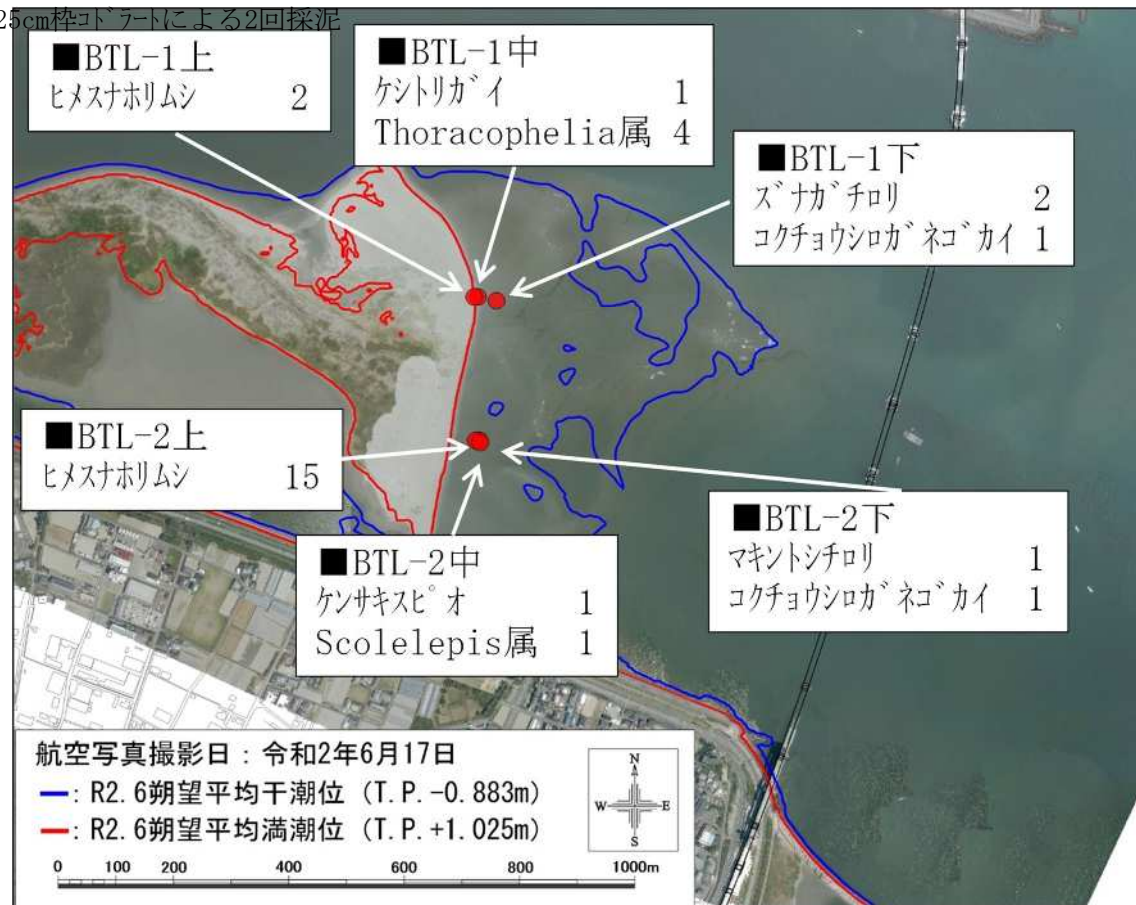 25cm枠コドラートによる2回採泥
■BTL-1上
ヒメスナホリムシ 2
■BTL-1中
ケシトリガイ 1
Thoracophelia属 4
■BTL-1下
ズナガチロリ 2
コクチョウシロガネゴカイ 1
■BTL-2上
ヒメスナホリムシ 15
■BTL-2中
ケンサキスピオ 1
Scolelepis属 1
■BTL-2下
マキントシチロリ 1
コクチョウシロガネゴカイ 1
航空写真撮影日：令和2年6月17日
：R2.6朔望平均干潮位（T.P.-0.883m）
：R2.6朔望平均満潮位（T.P.+1.025m）
N
W E
S
0 100 200 400 600 800 1000m